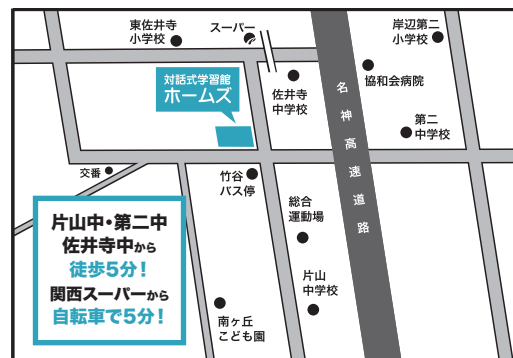 東佐井寺
小学校
スーパー
岸辺第二
小学校
対話式学習館
ホームズ
佐井寺
中学校
協和会病院
名神高速道路
第二
中学校
交番
竹谷
バス停
総合
運動場
片山
中学校
南ヶ丘
こども園
片山中・第二中
佐井寺中から
徒歩5分!
関西スーパーから
自転車で5分!